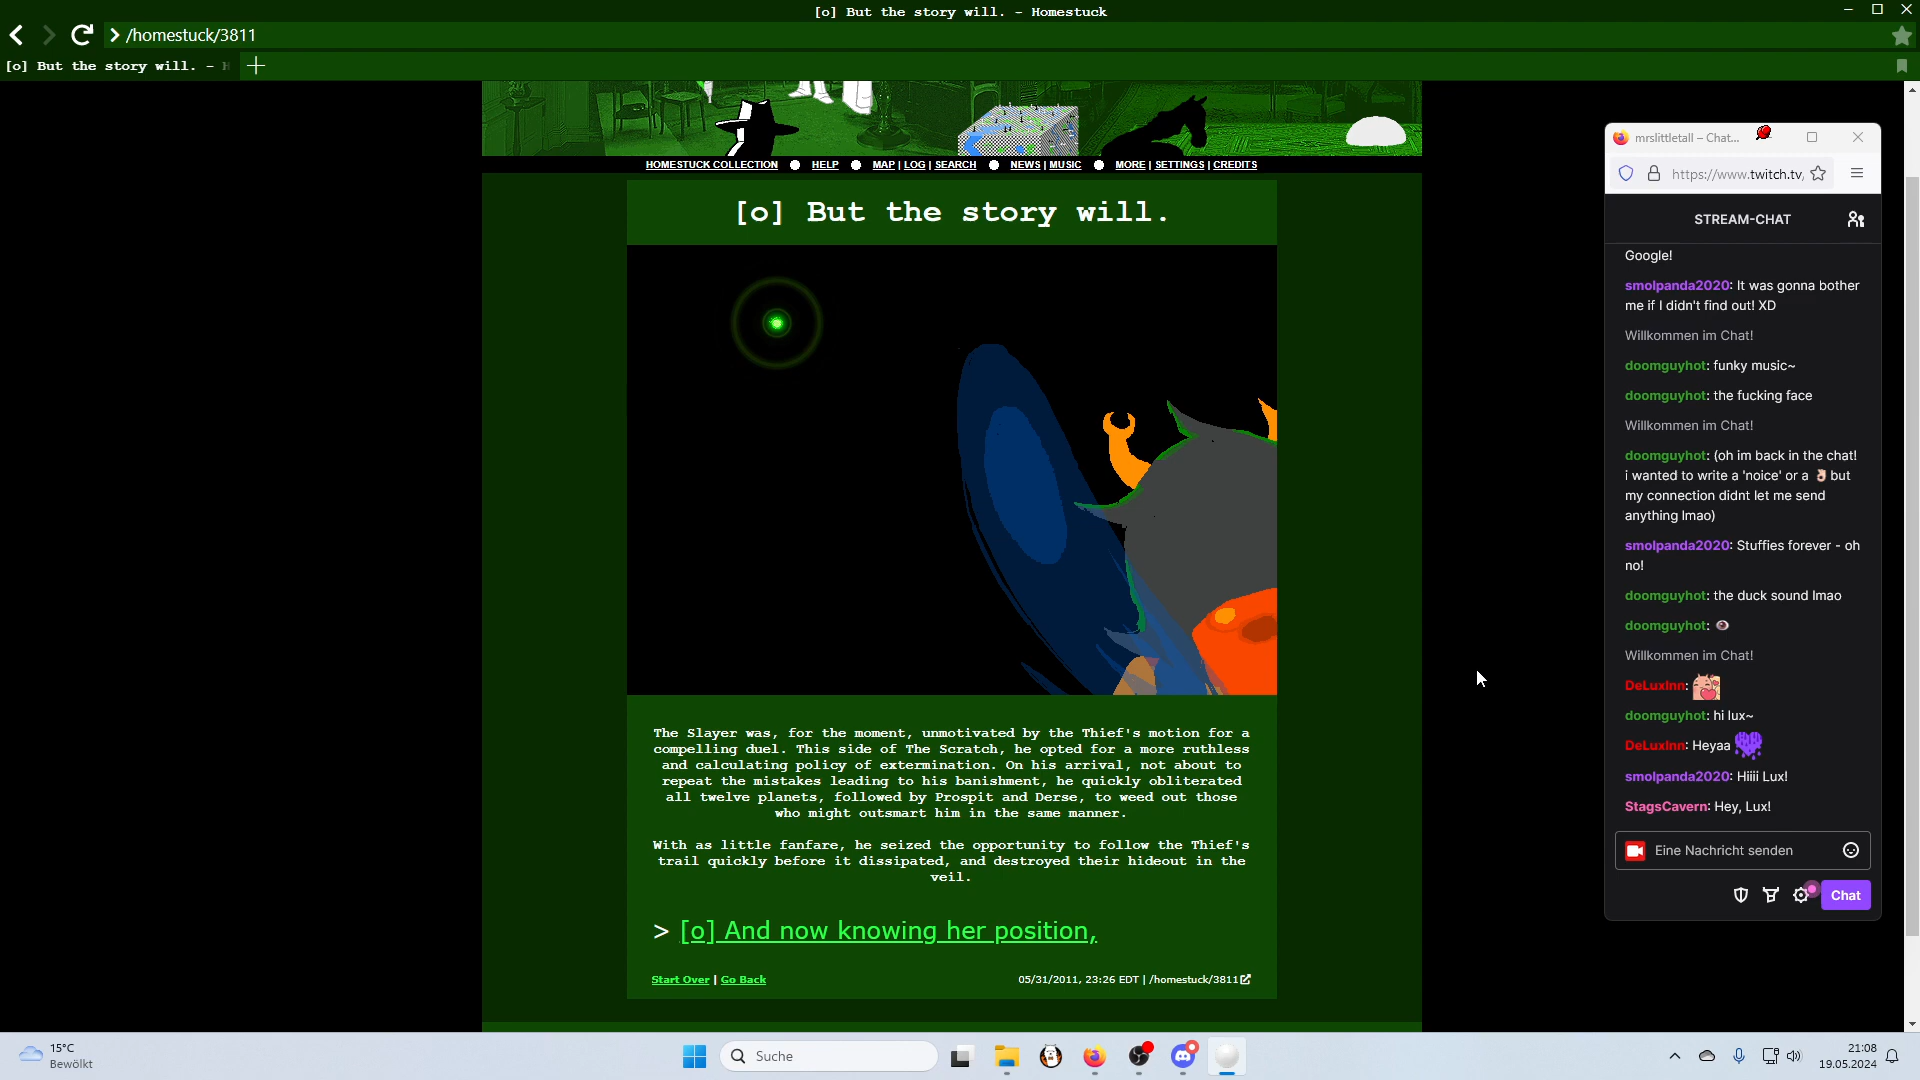 [o] But the story will. - Homestuck
/homestuck/3811
[o] But the story will. - H
HOMESTUCK COLLECTION HELP MAP | LOG | SEARCH NEWS | MUSIC MORE | SETTINGS | CREDITS
[o] But the story will.
The Slayer was, for the moment, unmotivated by the Thief's motion for a
compelling duel. This side of The Scratch, he opted for a more ruthless
and calculating policy of extermination. On his arrival, not about to
repeat the mistakes leading to his banishment, he quickly obliterated
all twelve planets, followed by Prospit and Derse, to weed out those
who might outsmart him in the same manner.
With as little fanfare, he seized the opportunity to follow the Thief's
trail quickly before it dissipated, and destroyed their hideout in the
veil.
> [o] And now knowing her position,
Start Over | Go Back
05/31/2011, 23:26 EDT | /homestuck/3811
mrslittletall – Chat...
https://www.twitch.tv/
STREAM-CHAT
Google!
smolpanda2020: It was gonna bother
me if I didn't find out! XD
Willkommen im Chat!
doomguyhot: funky music~
doomguyhot: the fucking face
Willkommen im Chat!
doomguyhot: (oh im back in the chat!
i wanted to write a 'noice' or a 👌 but
my connection didnt let me send
anything lmao)
smolpanda2020: Stuffies forever - oh
no!
doomguyhot: the duck sound lmao
doomguyhot: 👁
Willkommen im Chat!
DeLuxInn:
doomguyhot: hi lux~
DeLuxInn: Heyaa
smolpanda2020: Hiiii Lux!
StagsCavern: Hey, Lux!
Eine Nachricht senden
Chat
15°C
Bewölkt
Suche
21:08
19.05.2024